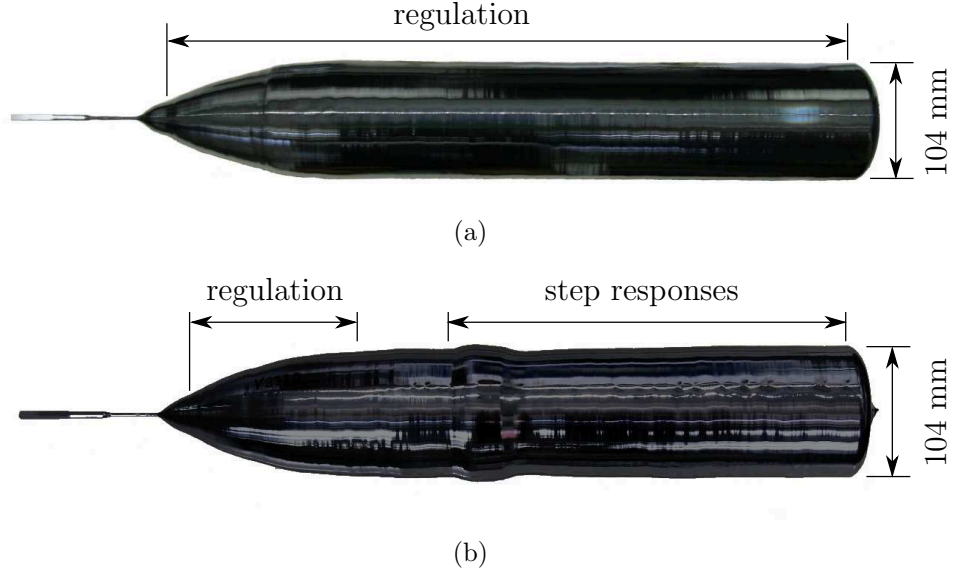 regulation
104 mm
(a)
regulation
step responses
104 mm
(b)